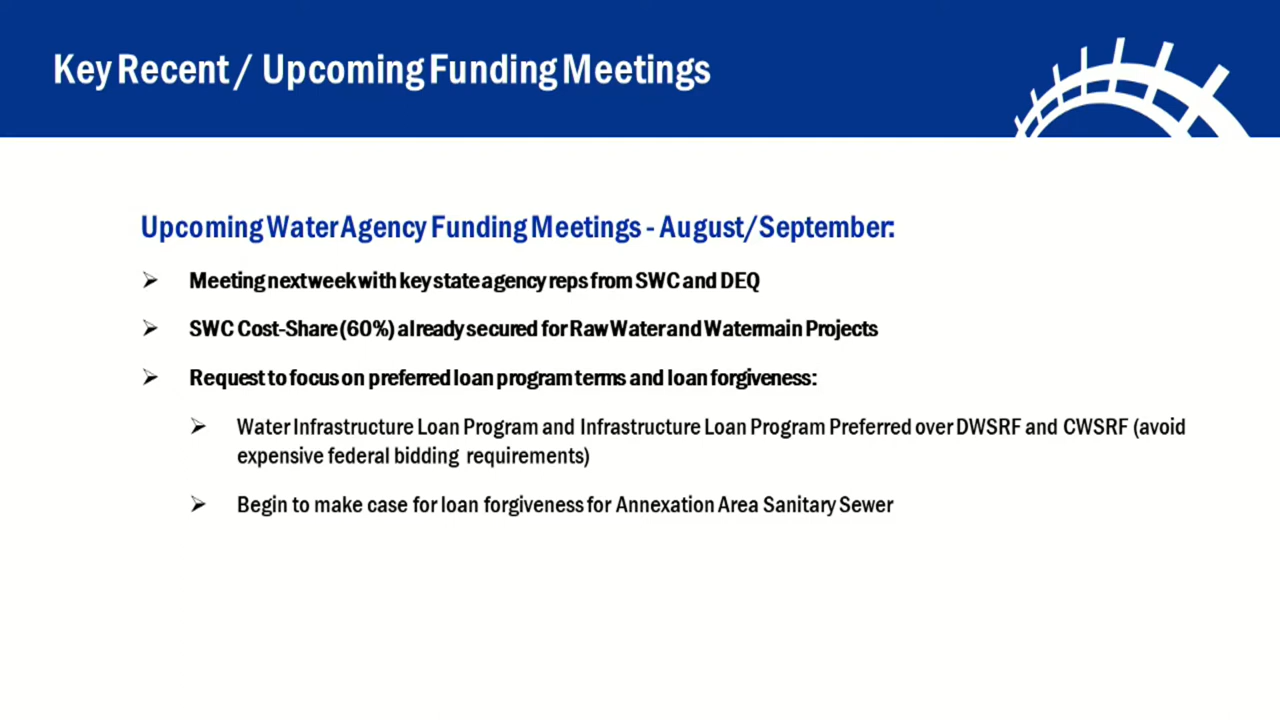 Key Recent / Upcoming Funding Meetings
Upcoming Water Agency Funding Meetings - August/September:
Meeting next week with key state agency reps from SWC and DEQ
SWC Cost-Share (60%) already secured for Raw Water and Watermain Projects
Request to focus on preferred loan program terms and loan forgiveness:
Water Infrastructure Loan Program and Infrastructure Loan Program Preferred over DWSRF and CWSRF (avoid
expensive federal bidding requirements)
Begin to make case for loan forgiveness for Annexation Area Sanitary Sewer